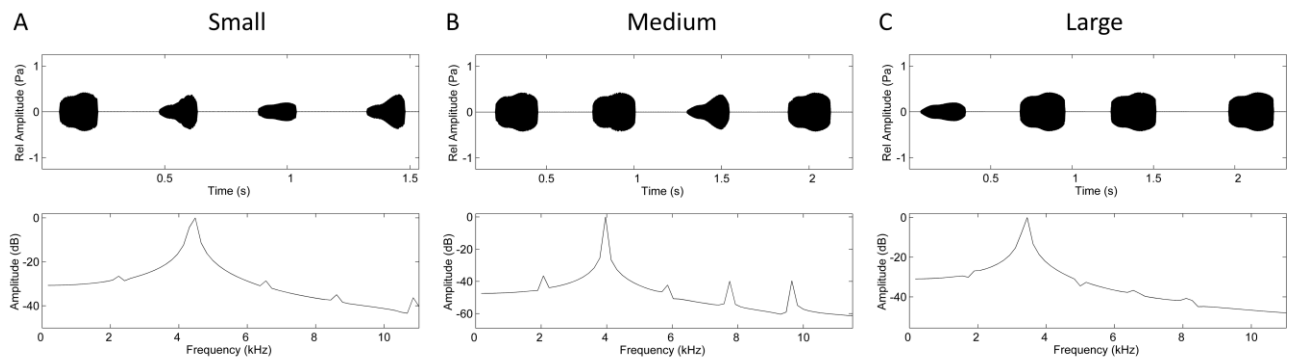 A Small B Medium C Large
Rel Amplitude (Pa)
1
0
-1
0.5 1 1.5
Time (s)
Rel Amplitude (Pa)
1
0
-1
0.5 1 1.5 2
Time (s)
Rel Amplitude (Pa)
1
0
-1
0.5 1 1.5 2
Time (s)
Amplitude (dB)
0
-20
-40
0 2 4 6 8 10
Frequency (kHz)
Amplitude (dB)
0
-20
-40
-60
0 2 4 6 8 10
Frequency (kHz)
Amplitude (dB)
0
-20
-40
0 2 4 6 8 10
Frequency (kHz)